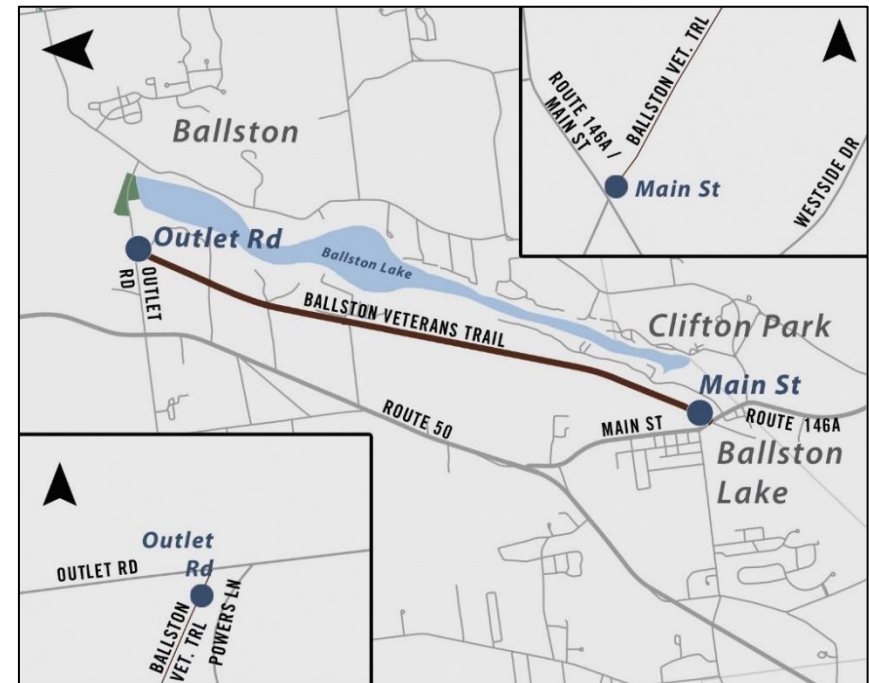 Ballston
Outlet Rd
OUTLET
RD
Ballston Lake
BALLSTON VETERANS TRAIL
ROUTE 50
MAIN ST
ROUTE 146A
Clifton Park
Main St
Ballston
Lake
ROUTE 146A /
MAIN ST
BALLSTON VET. TRL
Main St
WESTSIDE DR
Outlet
Rd
OUTLET RD
BALLSTON
VET. TRL
POWERS LN